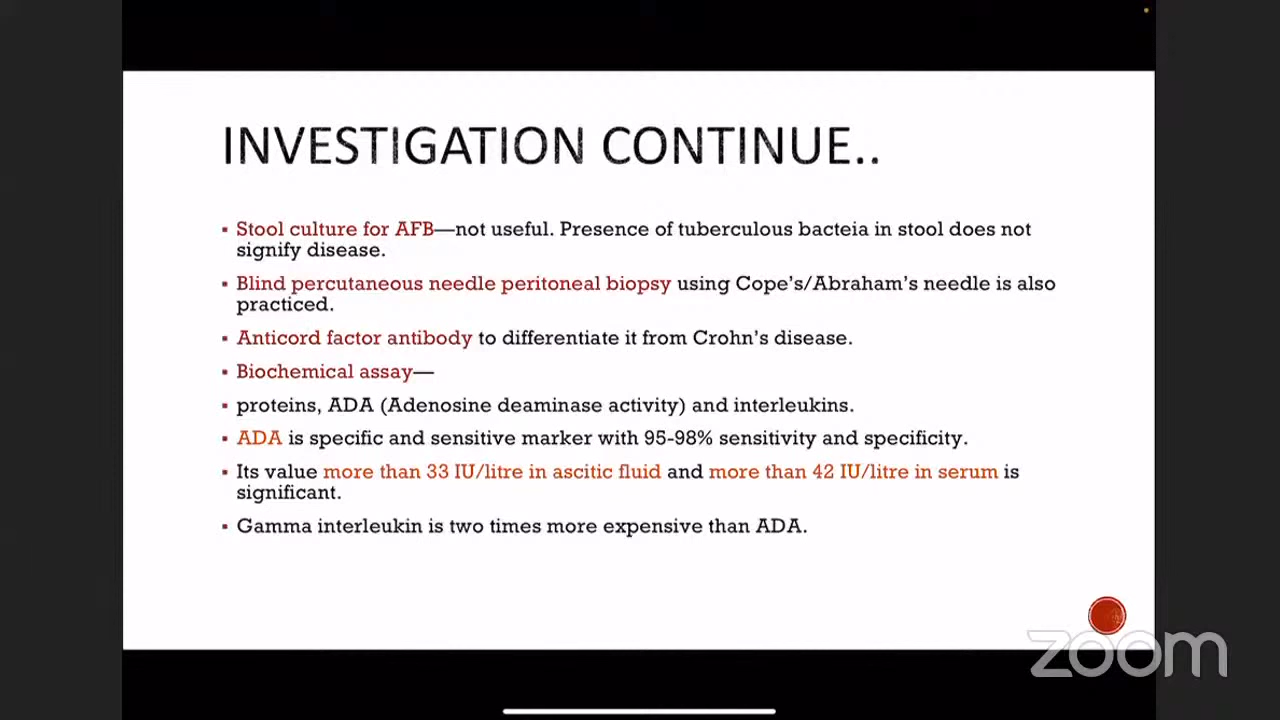 INVESTIGATION CONTINUE..
▪ Stool culture for AFB—not useful. Presence of tuberculous bacteia in stool does not
signify disease.
▪ Blind percutaneous needle peritoneal biopsy using Cope's/Abraham's needle is also
practiced.
▪ Anticord factor antibody to differentiate it from Crohn's disease.
▪ Biochemical assay—
▪ proteins, ADA (Adenosine deaminase activity) and interleukins.
▪ ADA is specific and sensitive marker with 95-98% sensitivity and specificity.
▪ Its value more than 33 IU/litre in ascitic fluid and more than 42 IU/litre in serum is
significant.
▪ Gamma interleukin is two times more expensive than ADA.
zoom